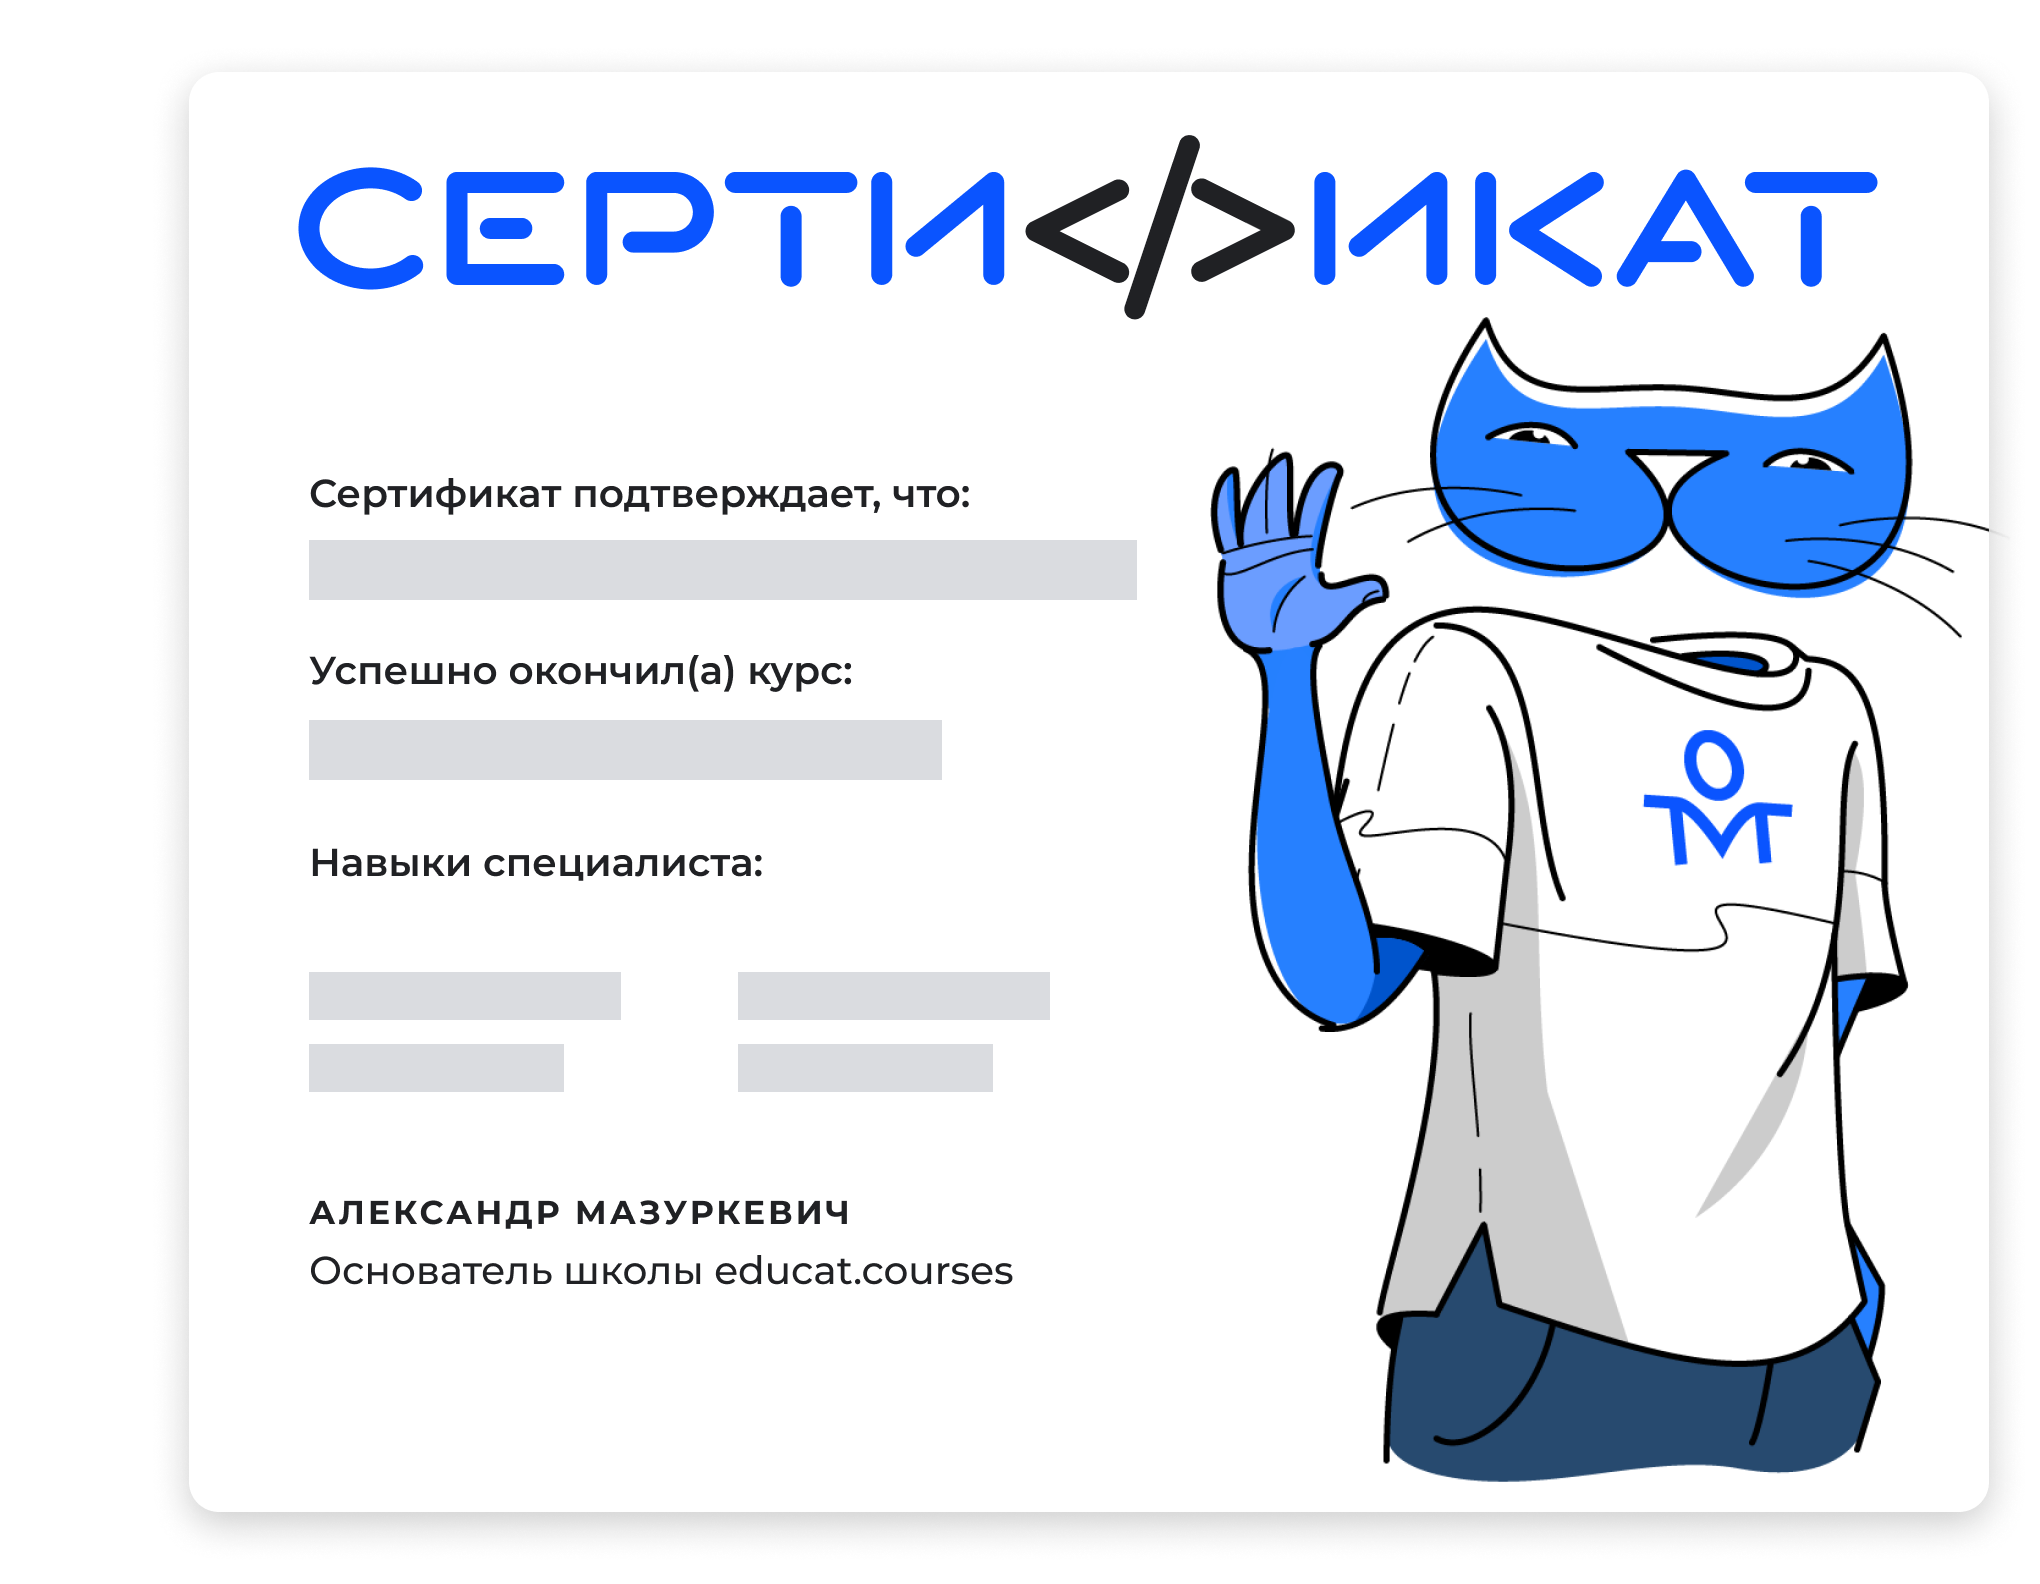 СЕРТИ</>ИКАТ
Сертификат подтверждает, что:
Успешно окончил(а) курс:
Навыки специалиста:
АЛЕКСАНДР МАЗУРКЕВИЧ
Основатель школы educat.courses